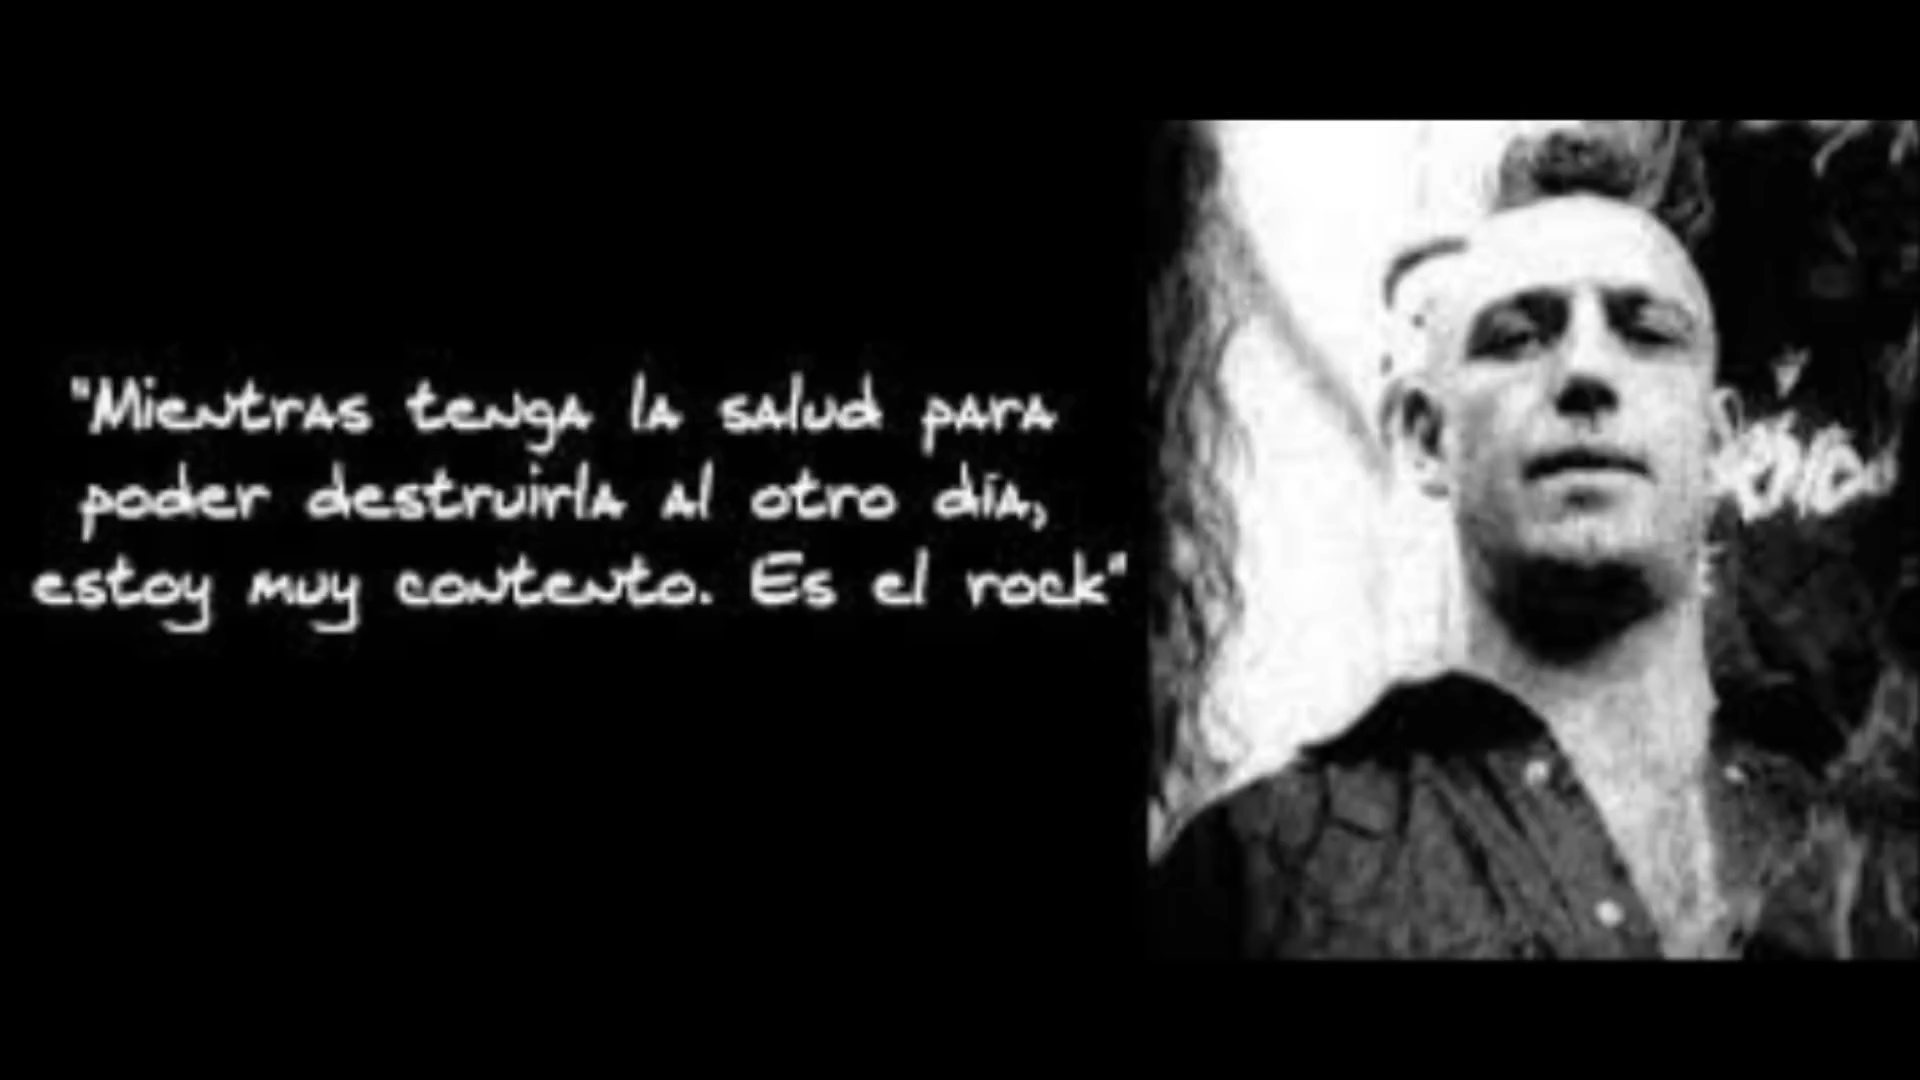 "Mientras tenga la salud para
poder destruirla al otro día,
estoy muy contento. Es el rock"